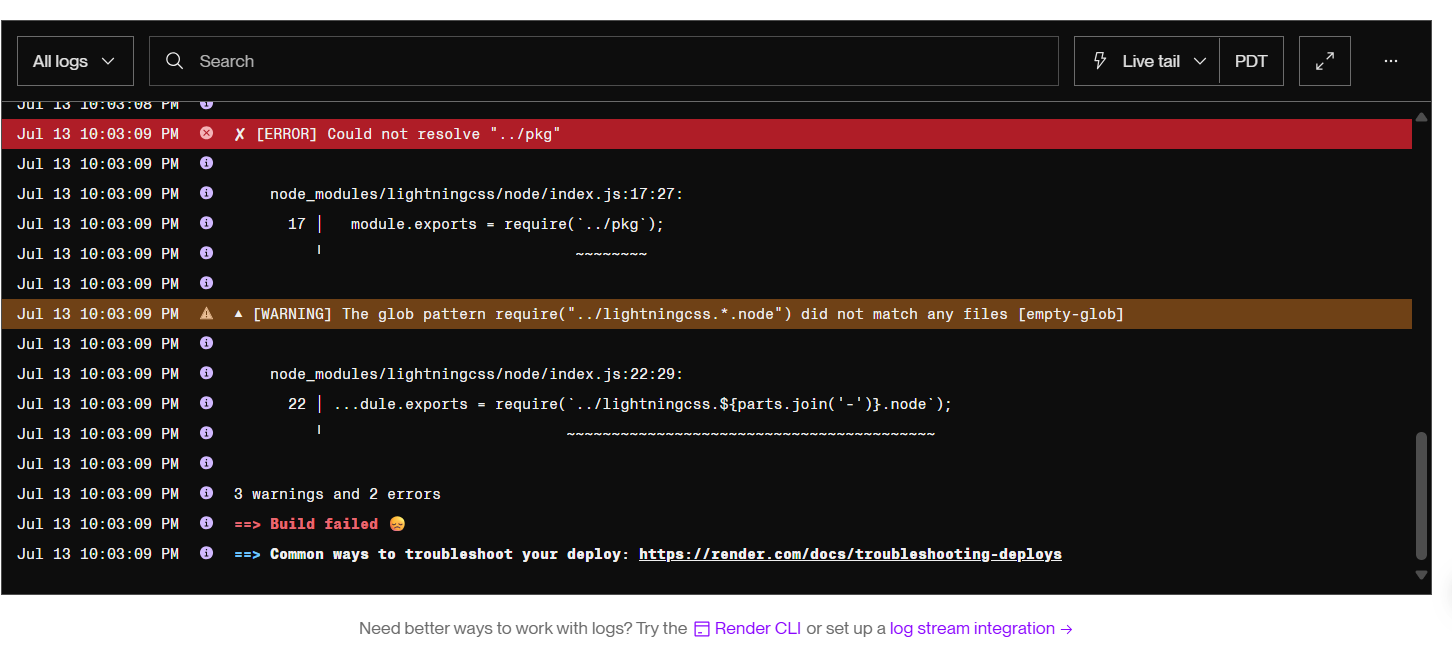 All logs
Search
Live tail
PDT
Jul 13 10:03:08 PM
Jul 13 10:03:09 PM ✘ [ERROR] Could not resolve "../pkg"
Jul 13 10:03:09 PM
Jul 13 10:03:09 PM node_modules/lightningcss/node/index.js:17:27:
Jul 13 10:03:09 PM 17 │ module.exports = require(`../pkg`);
Jul 13 10:03:09 PM ╵ ~~~~~~~~
Jul 13 10:03:09 PM
Jul 13 10:03:09 PM ▲ [WARNING] The glob pattern require("../lightningcss.*.node") did not match any files [empty-glob]
Jul 13 10:03:09 PM
Jul 13 10:03:09 PM node_modules/lightningcss/node/index.js:22:29:
Jul 13 10:03:09 PM 22 │ ...dule.exports = require(`../lightningcss.${parts.join('-')}.node`);
Jul 13 10:03:09 PM ╵ ~~~~~~~~~~~~~~~~~~~~~~~~~~~~~~~~~~~~~~~~~
Jul 13 10:03:09 PM
Jul 13 10:03:09 PM 3 warnings and 2 errors
Jul 13 10:03:09 PM ==> Build failed 😞
Jul 13 10:03:09 PM ==> Common ways to troubleshoot your deploy: https://render.com/docs/troubleshooting-deploys
Need better ways to work with logs? Try the Render CLI or set up a log stream integration →